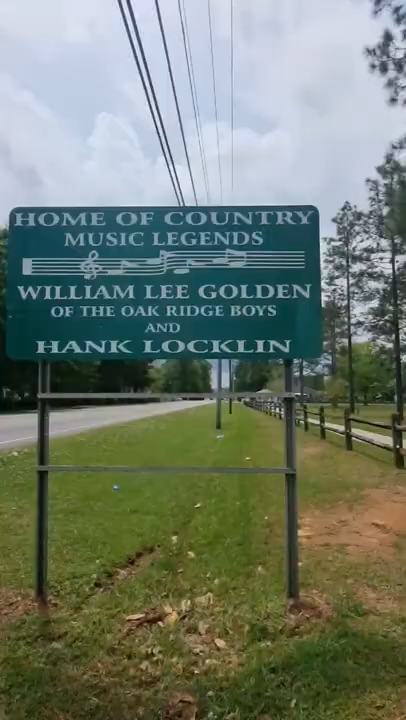 HOME OF COUNTRY
MUSIC LEGENDS
WILLIAM LEE GOLDEN
OF THE OAK RIDGE BOYS
AND
HANK LOCKLIN